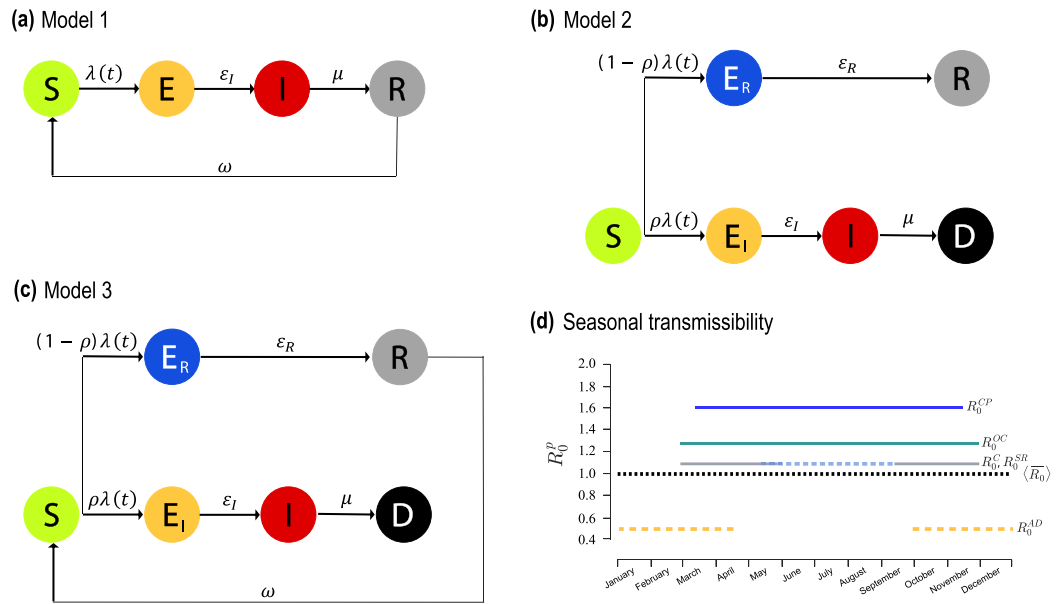 (a) Model 1
S λ(t) E ε_I I μ R
ω
(b) Model 2
(1 − ρ)λ(t) E_R ε_R R
S ρλ(t) E_I ε_I I μ D
(c) Model 3
(1 − ρ)λ(t) E_R ε_R R
S ρλ(t) E_I ε_I I μ D
ω
(d) Seasonal transmissibility
2.0
1.8
1.6
1.4
1.2
1.0
0.8
0.6
0.4
R_0^p
R_0^{CP}
R_0^{OC}
R_0^C, R_0^{SR}
⟨\overline{R_0}⟩
R_0^{AD}
January February March April May June July August September October November December